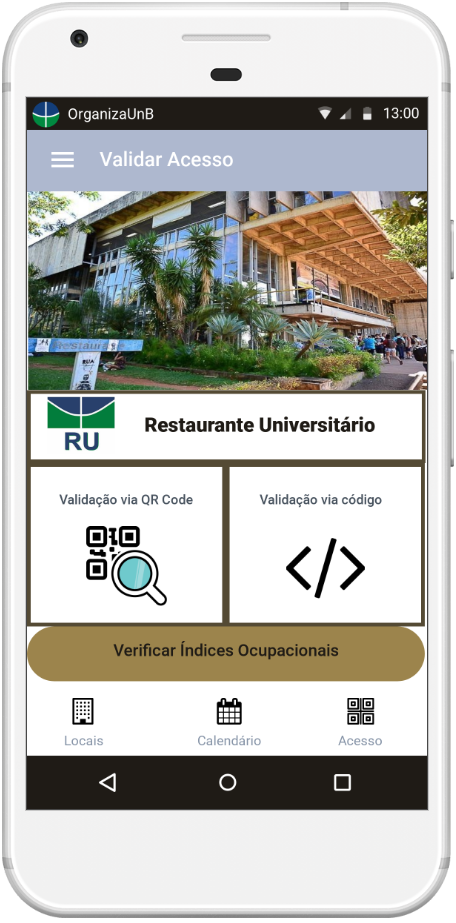 OrganizaUnB
13:00
Validar Acesso
Restaurante Universitário
RU
Validação via QR Code
Validação via código
Verificar Índices Ocupacionais
Locais
Calendário
Acesso